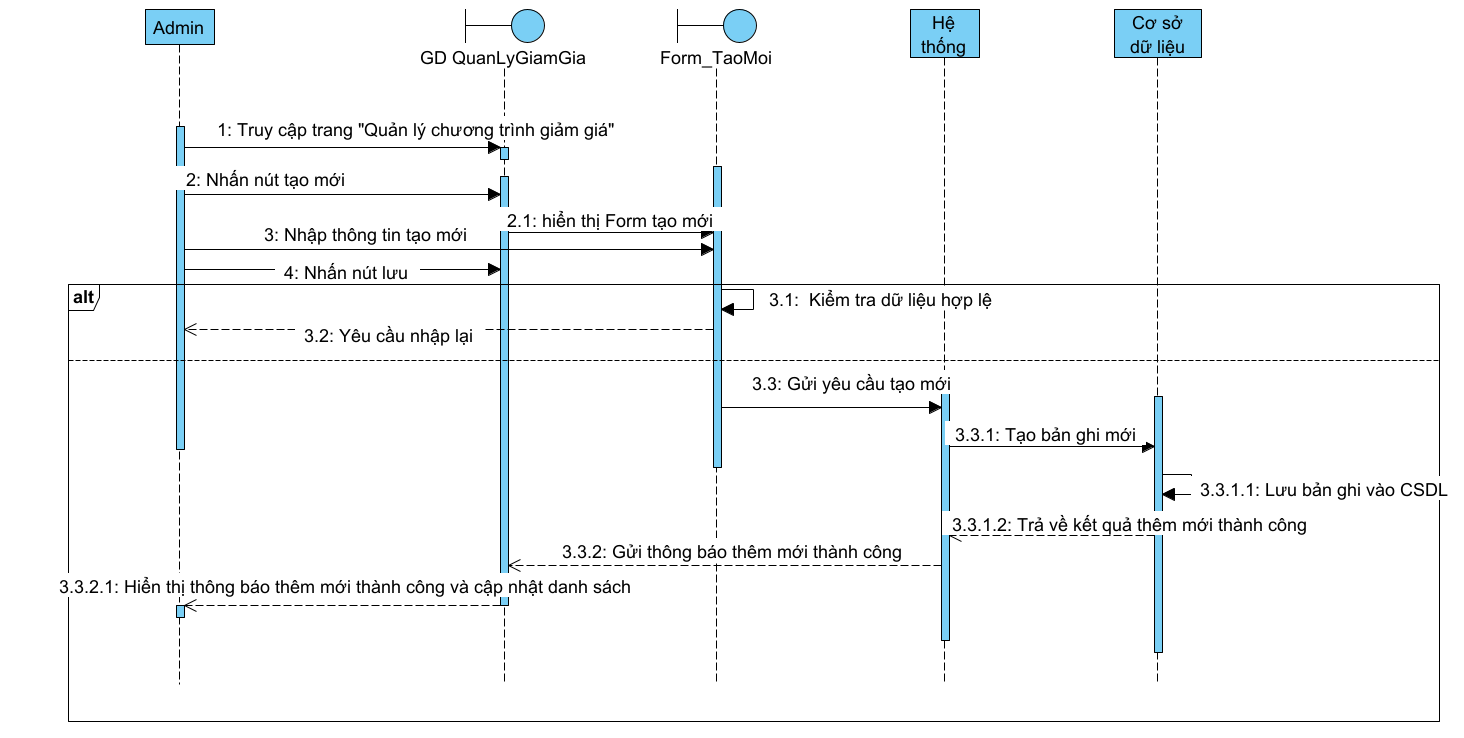 Admin
GD QuanLyGiamGia
Form_TaoMoi
Hệ
thống
Cơ sở
dữ liệu
1: Truy cập trang "Quản lý chương trình giảm giá"
2: Nhấn nút tạo mới
2.1: hiển thị Form tạo mới
3: Nhập thông tin tạo mới
4: Nhấn nút lưu
alt
3.1: Kiểm tra dữ liệu hợp lệ
3.2: Yêu cầu nhập lại
3.3: Gửi yêu cầu tạo mới
3.3.1: Tạo bản ghi mới
3.3.1.1: Lưu bản ghi vào CSDL
3.3.1.2: Trả về kết quả thêm mới thành công
3.3.2: Gửi thông báo thêm mới thành công
3.3.2.1: Hiển thị thông báo thêm mới thành công và cập nhật danh sách